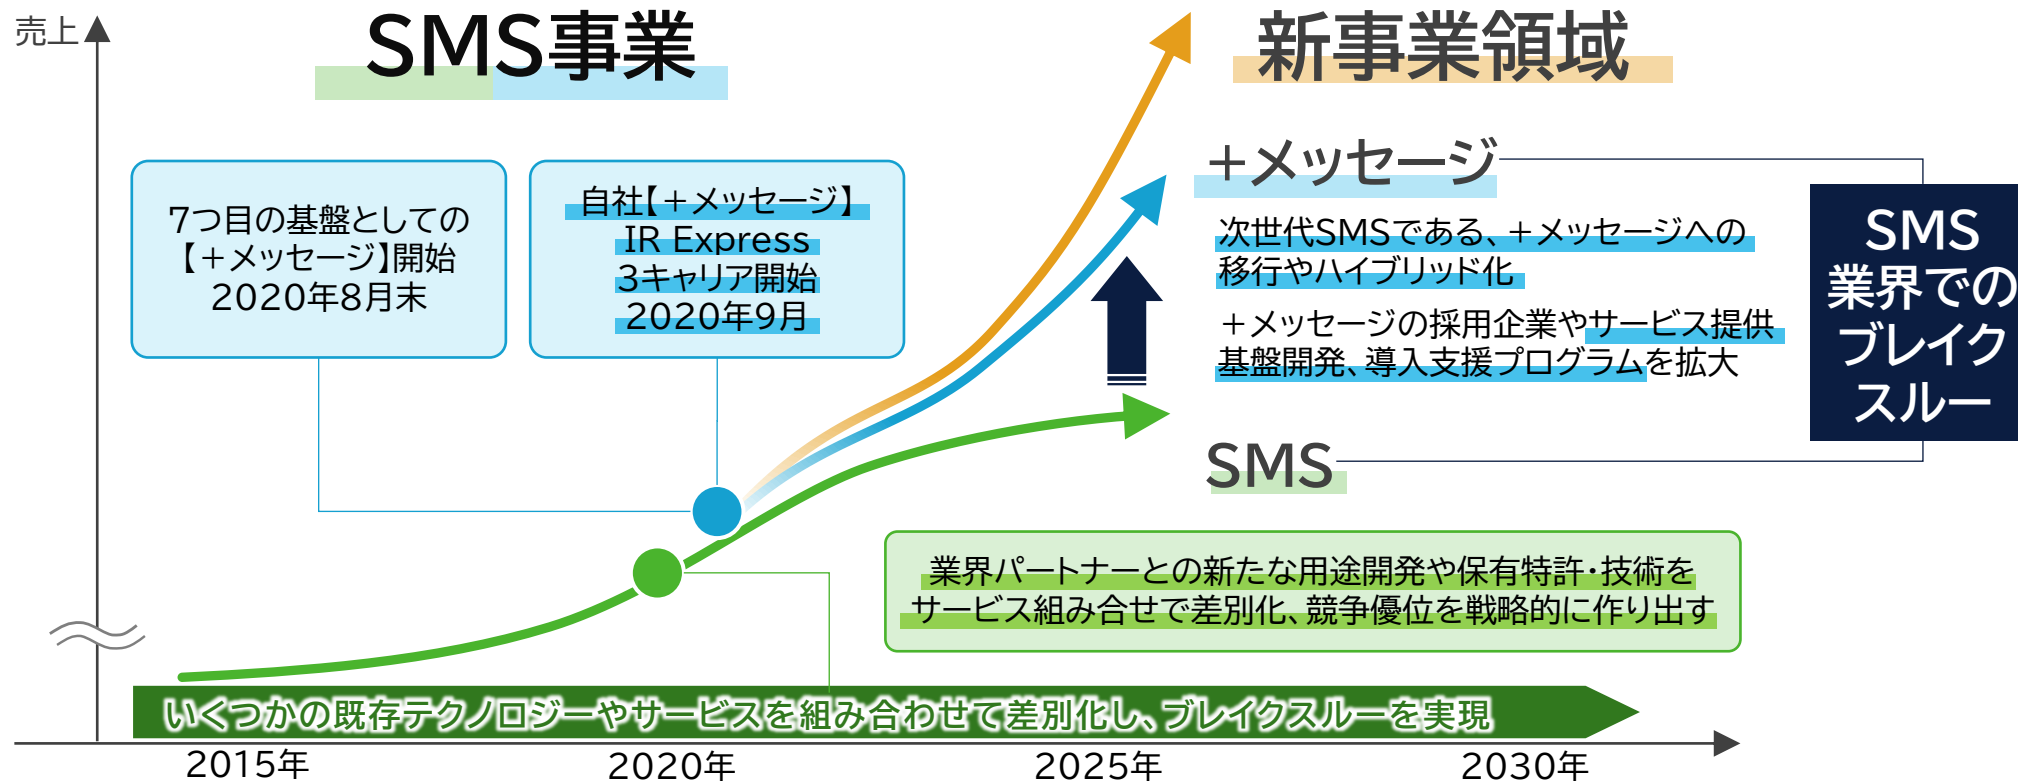 売上
SMS事業
新事業領域
7つ目の基盤としての
【+メッセージ】開始
2020年8月末
自社【+メッセージ】
IR Express
3キャリア開始
2020年9月
+メッセージ
次世代SMSである、+メッセージへの
移行やハイブリッド化
+メッセージの採用企業やサービス提供
基盤開発、導入支援プログラムを拡大
SMS
業界での
ブレイク
スルー
SMS
業界パートナーとの新たな用途開発や保有特許・技術を
サービス組み合せで差別化、競争優位を戦略的に作り出す
いくつかの既存テクノロジーやサービスを組み合わせて差別化し、ブレイクスルーを実現
2015年
2020年
2025年
2030年